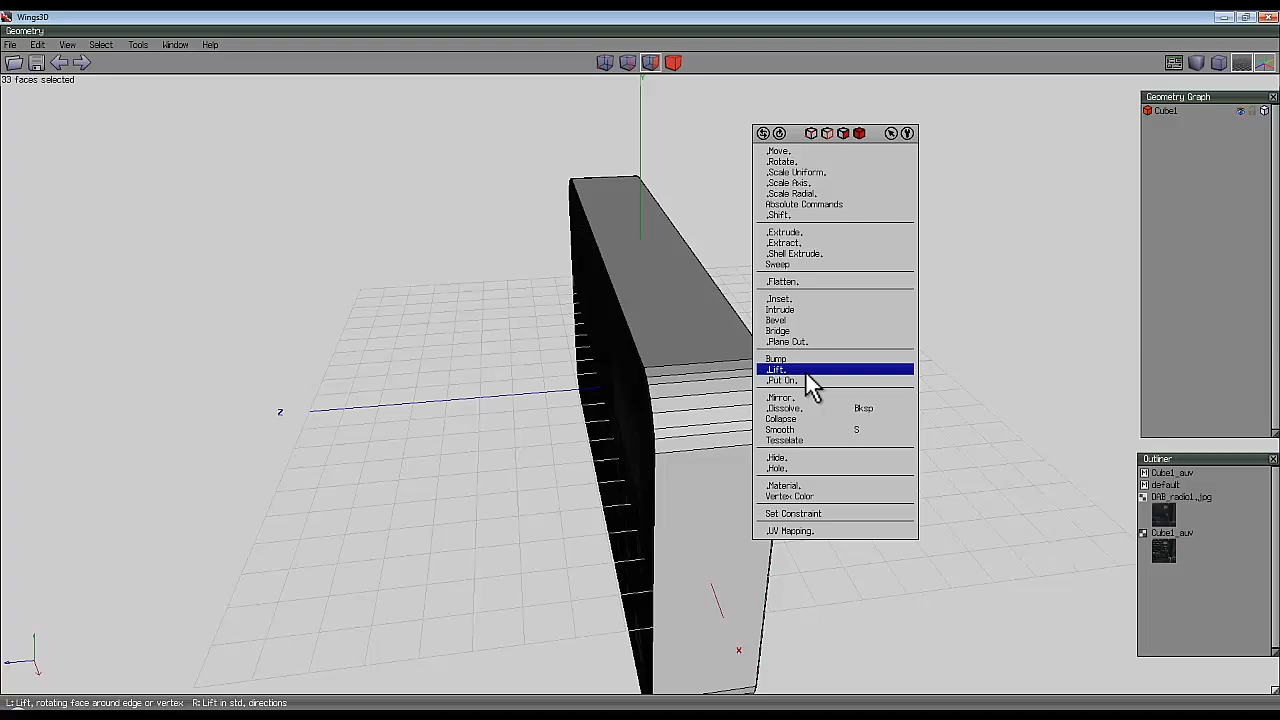 Wings3D
Geometry
File Edit View Select Tools Window Help
33 faces selected
Y
Z
X
.Move.
.Rotate.
.Scale Uniform.
.Scale Axis.
.Scale Radial.
Absolute Commands
.Shift.
.Extrude.
.Extract.
.Shell Extrude.
Sweep
.Flatten.
.Inset.
Intrude
Bevel
Bridge
.Plane Cut.
Bump
.Lift.
.Put On.
.Mirror.
.Dissolve. Bksp
Collapse
Smooth S
Tesselate
.Hide.
.Hole.
.Material.
Vertex Color
Set Constraint
.UV Mapping.
Geometry Graph
Cube1
Outliner
M Cube1_auv
M default
DAB_radio1.jpg
Cube1_auv
L: Lift, rotating face around edge or vertex R: Lift in std. directions